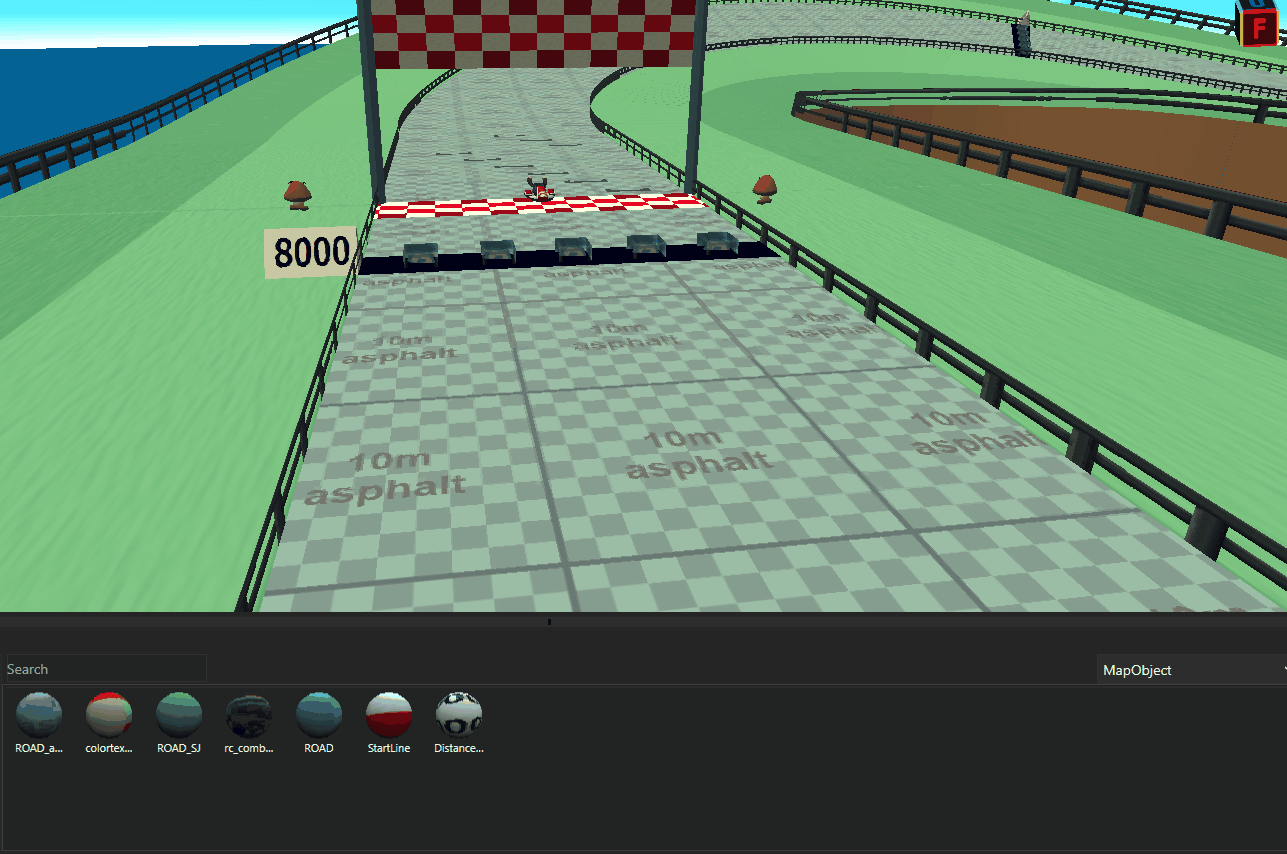 F
8000
asphalt
asphalt
asphalt
10m
asphalt
10m
asphalt
10m
asphalt
10m
asphalt
10m
asphalt
10m
asphalt
Search
MapObject
ROAD_a...
colortex...
ROAD_SJ
rc_comb...
ROAD
StartLine
Distance...